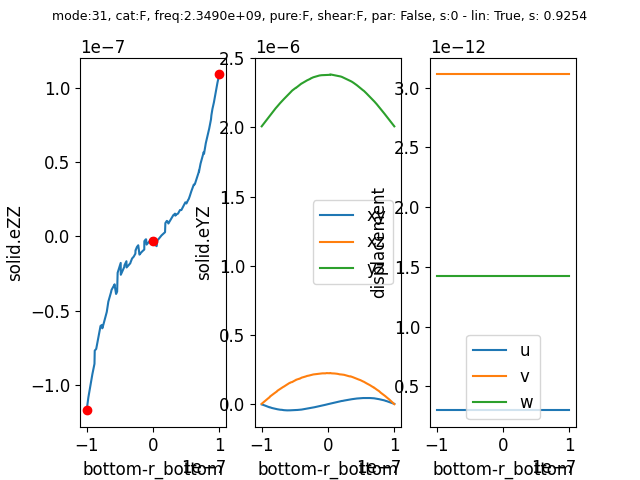 mode:31, cat:F, freq:2.3490e+09, pure:F, shear:F, par: False, s:0 - lin: True, s: 0.9254
1e−7
1.0
0.5
0.0
−0.5
−1.0
solid.eZZ
−1
0
1
bottom-r_bottom
1e−7
1e−6
2.5
2.0
1.5
1.0
0.5
0.0
solid.eYZ
xz
−1
0
1
bottom-r_bottom
1e−7
1e−12
3.0
2.5
2.0
1.5
1.0
0.5
displacement
u
v
w
−1
0
1
bottom-r_bottom
1e−7